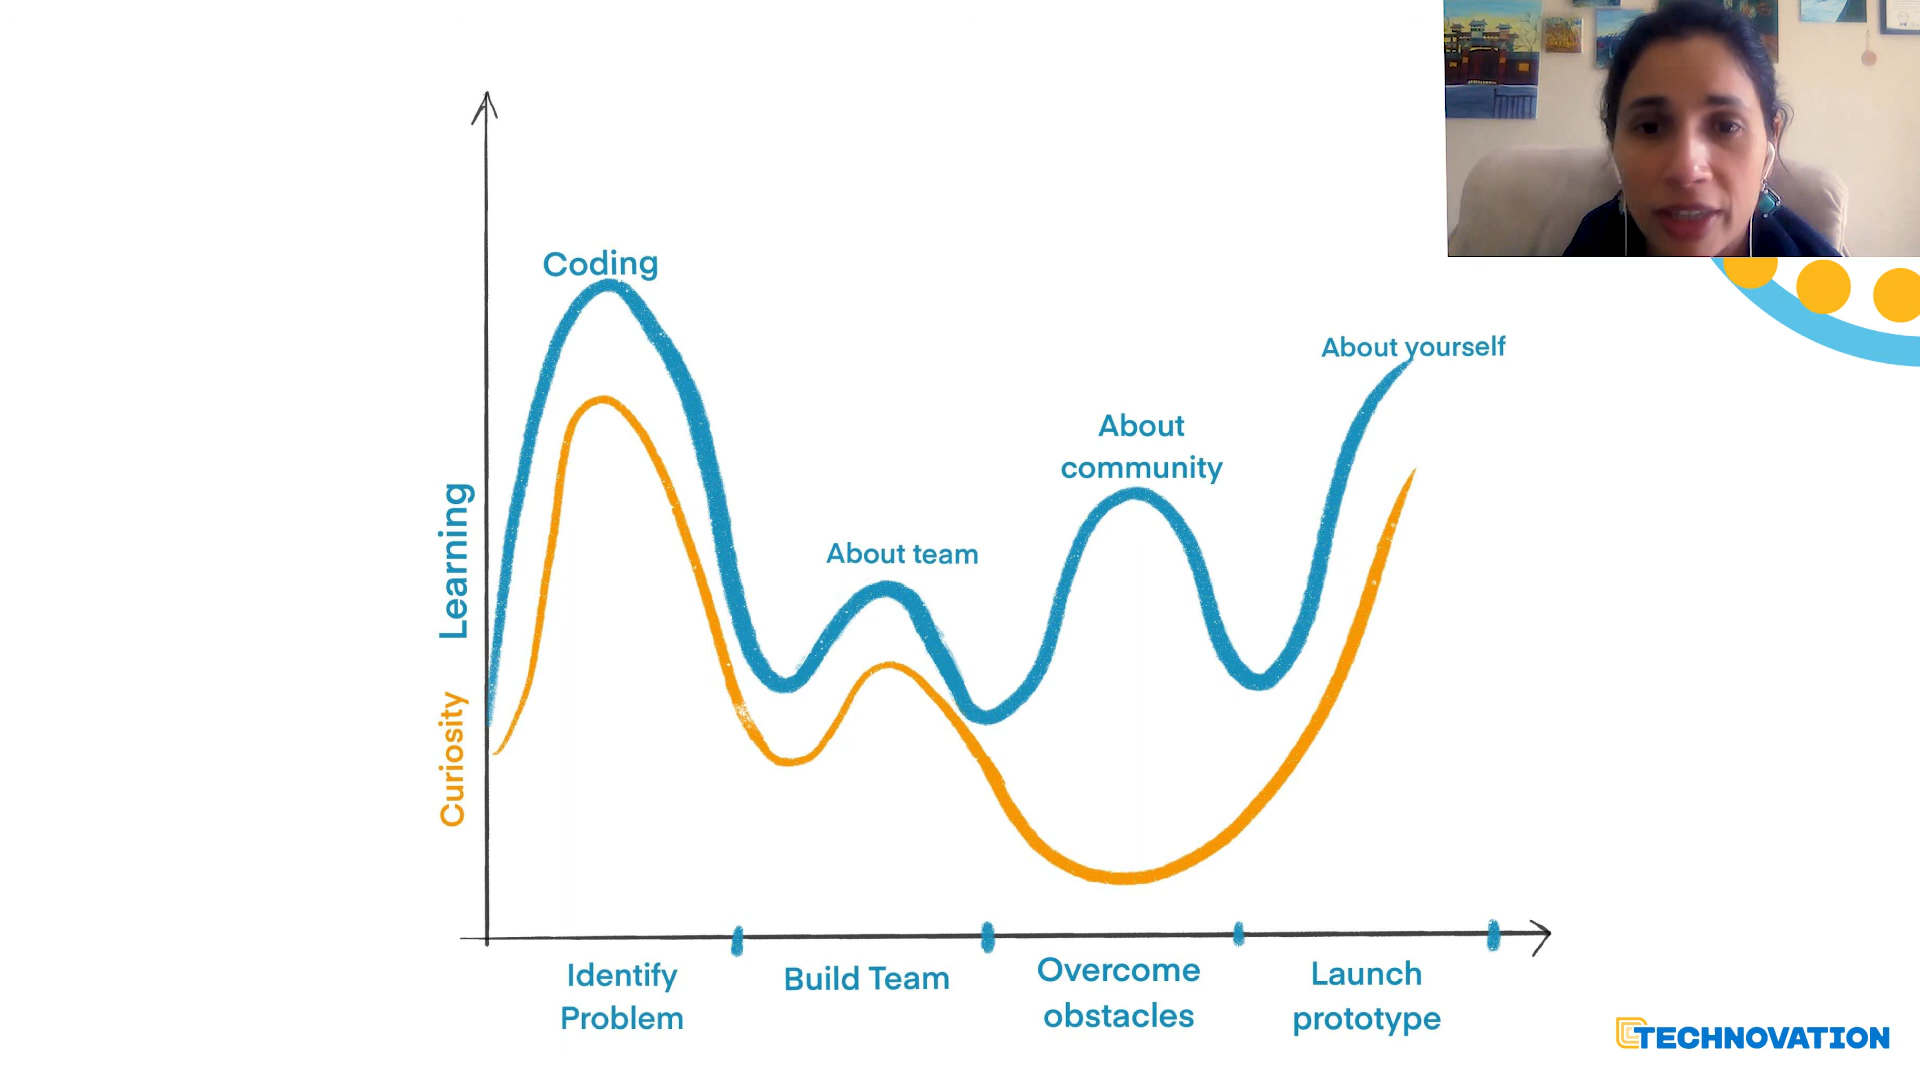 Coding
About yourself
About
community
About team
Learning
Curiosity
Identify
Problem
Build Team
Overcome
obstacles
Launch
prototype
TECHNOVATION